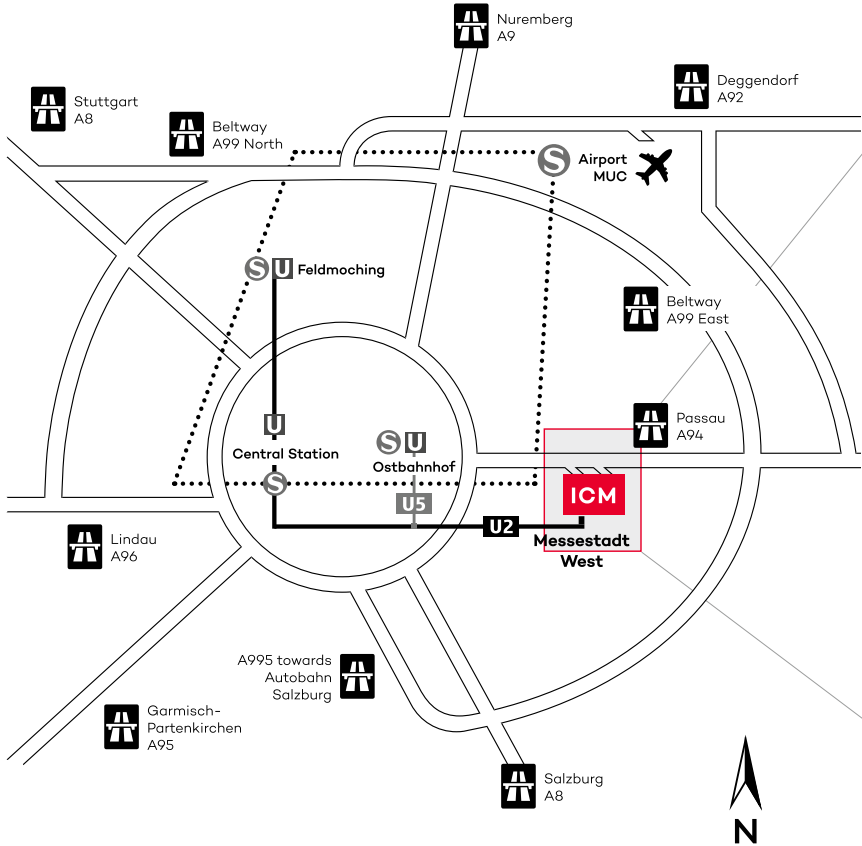 Nuremberg
A9
Stuttgart
A8
Beltway
A99 North
Deggendorf
A92
S
Airport
MUC
S U Feldmoching
Beltway
A99 East
U
Central Station
S
S U
Ostbahnhof
U5
Passau
A94
ICM
U2
Messestadt
West
Lindau
A96
A995 towards
Autobahn
Salzburg
Garmisch-
Partenkirchen
A95
Salzburg
A8
N